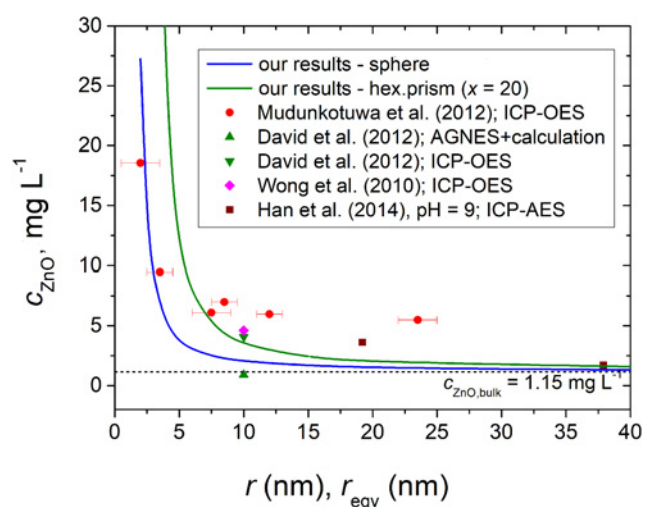 30
25
20
15
10
5
0
c_ZnO, mg L⁻¹
our results - sphere
our results - hex.prism (x = 20)
Mudunkotuwa et al. (2012); ICP-OES
David et al. (2012); AGNES+calculation
David et al. (2012); ICP-OES
Wong et al. (2010); ICP-OES
Han et al. (2014), pH = 9; ICP-AES
c_ZnO,bulk = 1.15 mg L⁻¹
0 5 10 15 20 25 30 35 40
r (nm), r_eqv (nm)